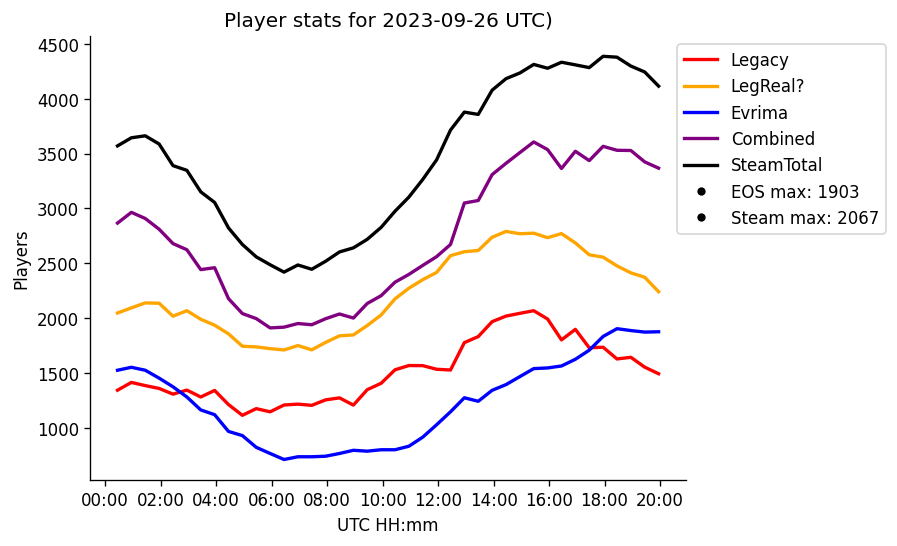 Player stats for 2023-09-26 UTC)
4500
4000
3500
3000
2500
2000
1500
1000
Players
00:00 02:00 04:00 06:00 08:00 10:00 12:00 14:00 16:00 18:00 20:00
UTC HH:mm
Legacy
LegReal?
Evrima
Combined
SteamTotal
EOS max: 1903
Steam max: 2067